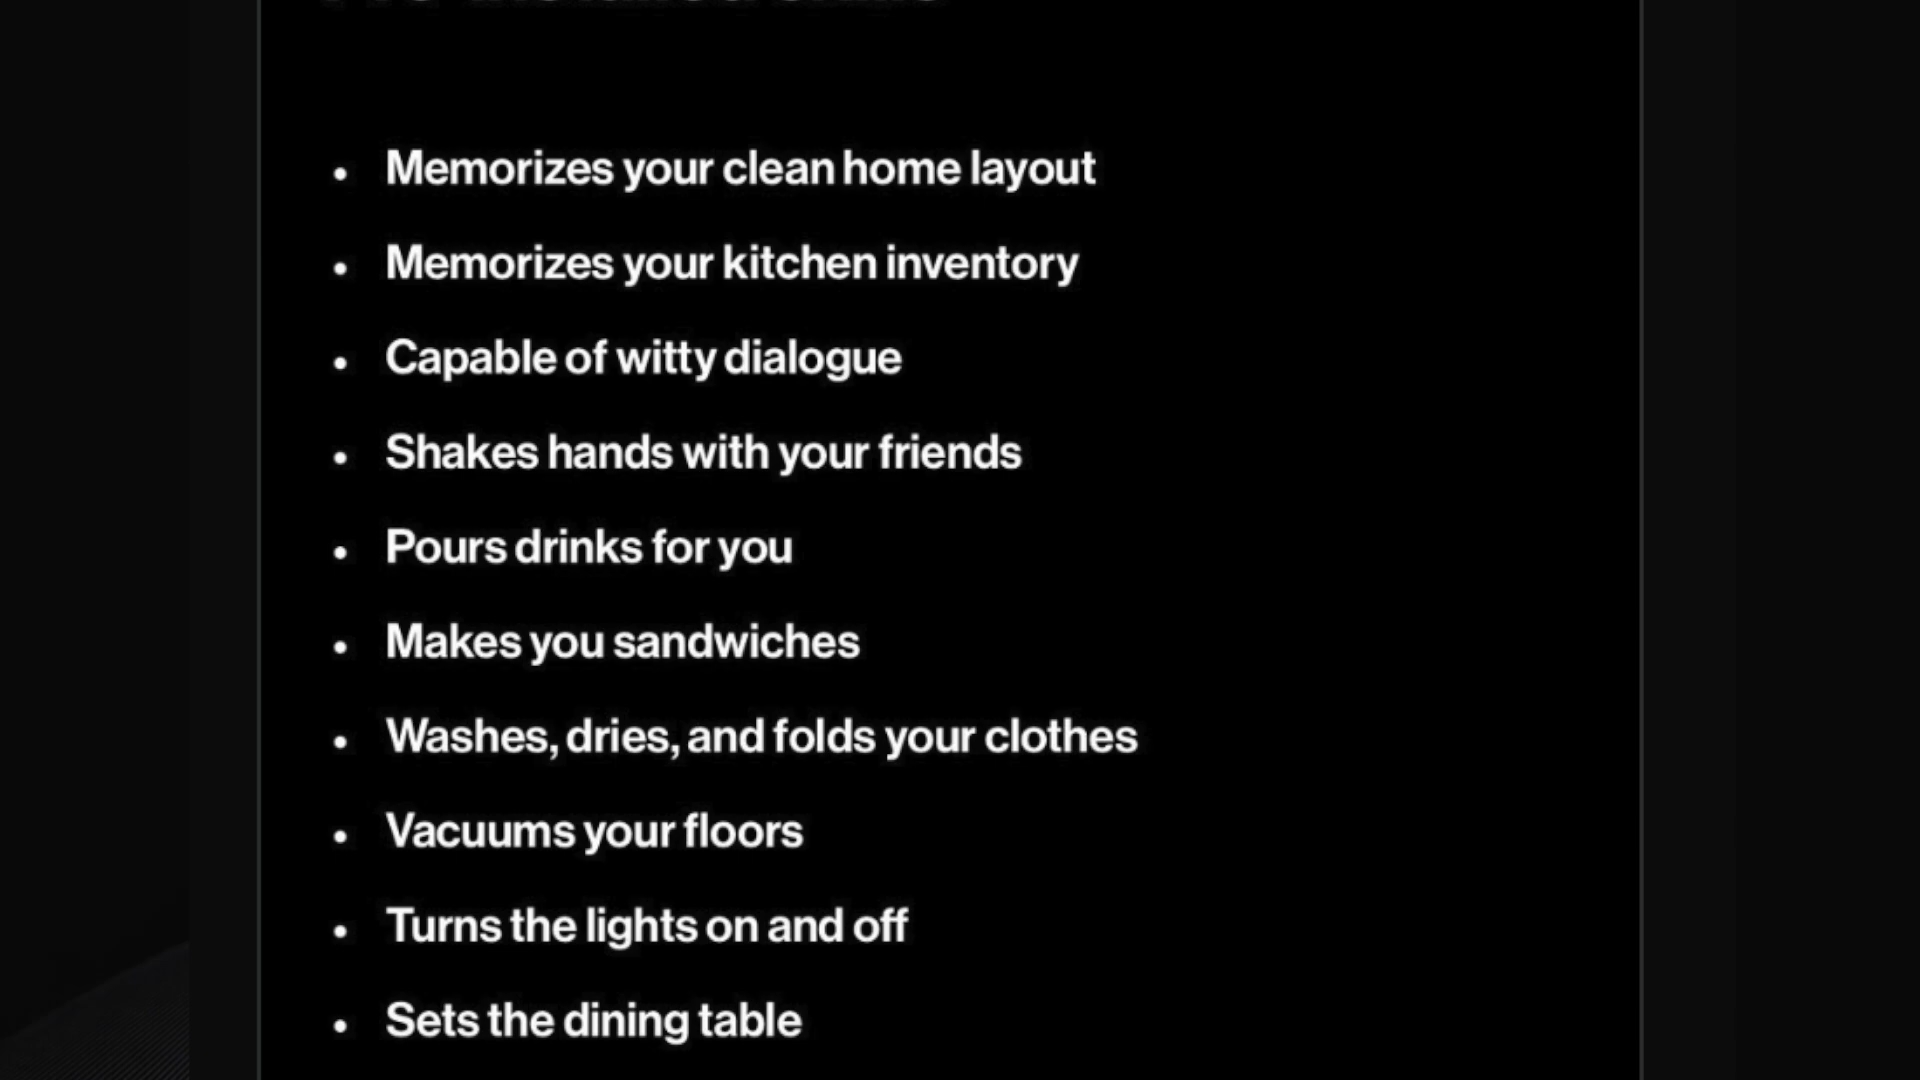 Memorizes your clean home layout
Memorizes your kitchen inventory
Capable of witty dialogue
Shakes hands with your friends
Pours drinks for you
Makes you sandwiches
Washes, dries, and folds your clothes
Vacuums your floors
Turns the lights on and off
Sets the dining table